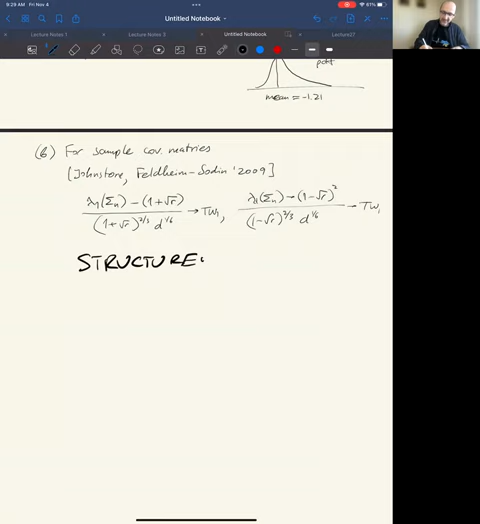 9:29 AM Fri Nov 4
61%
Untitled Notebook
Lecture Notes 1
Lecture Notes 3
Untitled Notebook
Lecture27
pdf
mean = -1.21
(b) For sample cov. matrices
[Johnstone, Feldheim-Sodin '2009]
λ₁(Σₙ) - (1+√r) / (1+√r)^{2/3} d^{1/6} → TW₁, λ_d(Σₙ) - (1-√r)² / (1-√r)^{2/3} d^{1/6} → TW₁
STRUCTURE: